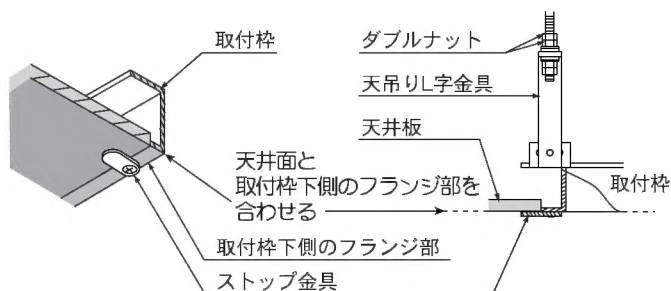 取付枠
ダブルナット
天吊りL字金具
天井板
天井面と
取付枠下側のフランジ部を
合わせる
取付枠
取付枠下側のフランジ部
ストップ金具